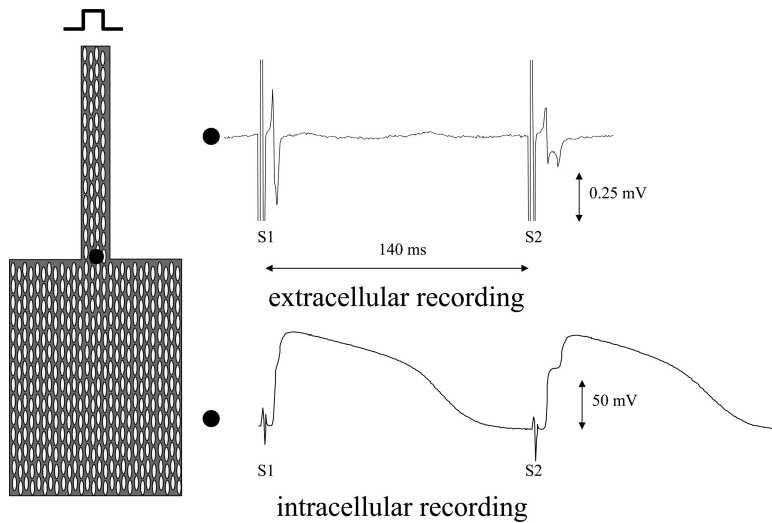 0.25 mV
S1
S2
140 ms
extracellular recording
50 mV
S1
S2
intracellular recording